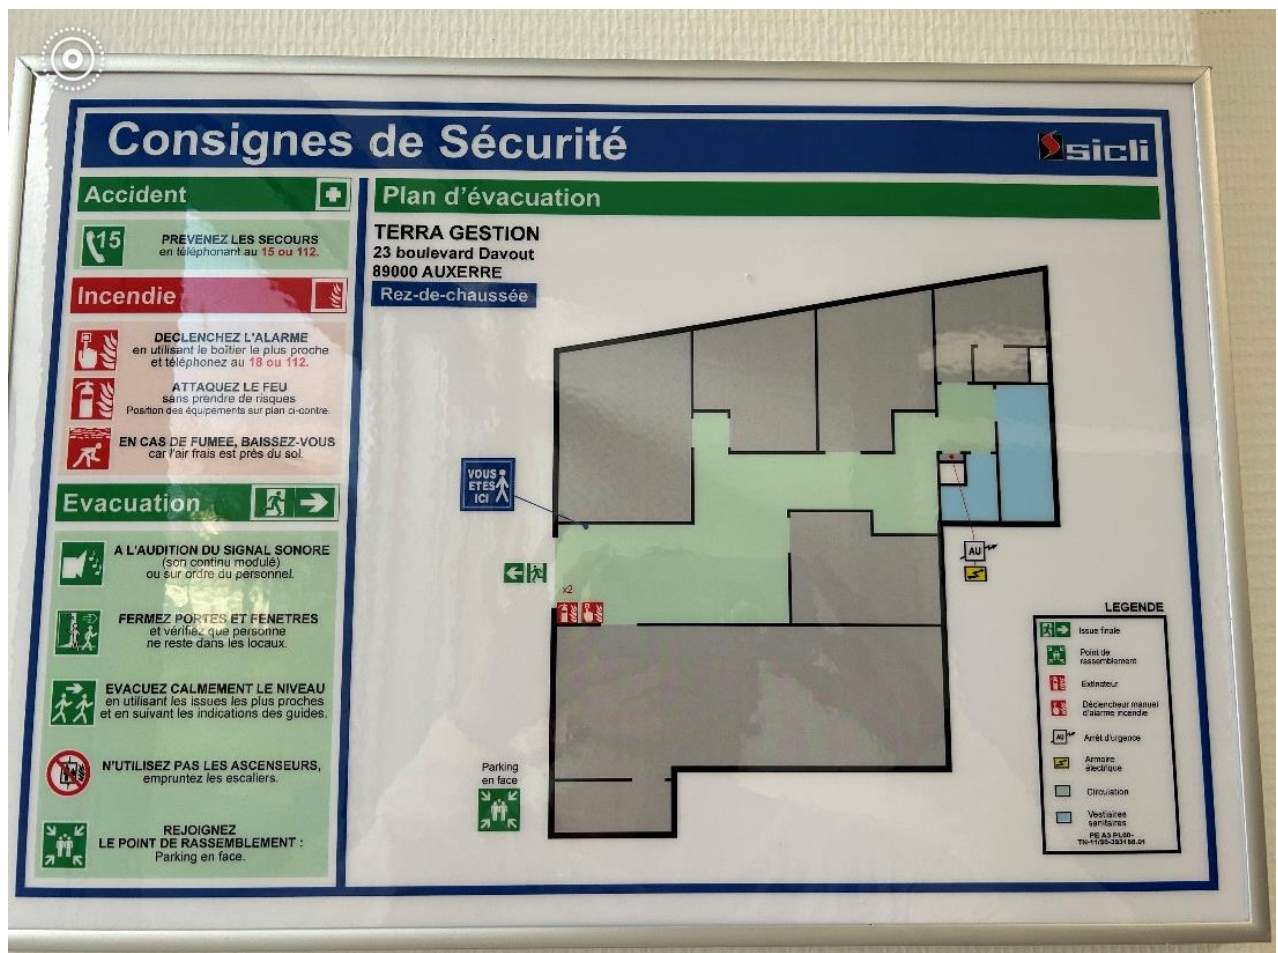 Consignes de Sécurité
sicli
Accident
15
PREVENEZ LES SECOURS
en téléphonant au 15 ou 112.
Incendie
DECLENCHEZ L'ALARME
en utilisant le boîtier le plus proche
et téléphonez au 18 ou 112.
ATTAQUEZ LE FEU
sans prendre de risques
Position des équipements sur plan ci-contre.
EN CAS DE FUMEE, BAISSEZ-VOUS
car l'air frais est près du sol.
Evacuation
A L'AUDITION DU SIGNAL SONORE
(son continu modulé)
ou sur ordre du personnel.
FERMEZ PORTES ET FENETRES
et vérifiez que personne
ne reste dans les locaux.
EVACUEZ CALMEMENT LE NIVEAU
en utilisant les issues les plus proches
et en suivant les indications des guides.
N'UTILISEZ PAS LES ASCENSEURS,
empruntez les escaliers.
REJOIGNEZ
LE POINT DE RASSEMBLEMENT :
Parking en face.
Plan d'évacuation
TERRA GESTION
23 boulevard Davout
89000 AUXERRE
Rez-de-chaussée
VOUS
ETES
ICI
x2
AU
Parking
en face
LEGENDE
Issue finale
Point de
rassemblement
Extincteur
Déclencheur manuel
d'alarme incendie
AU
Arrêt d'urgence
Armoire
électrique
Circulation
Vestiaires
sanitaires